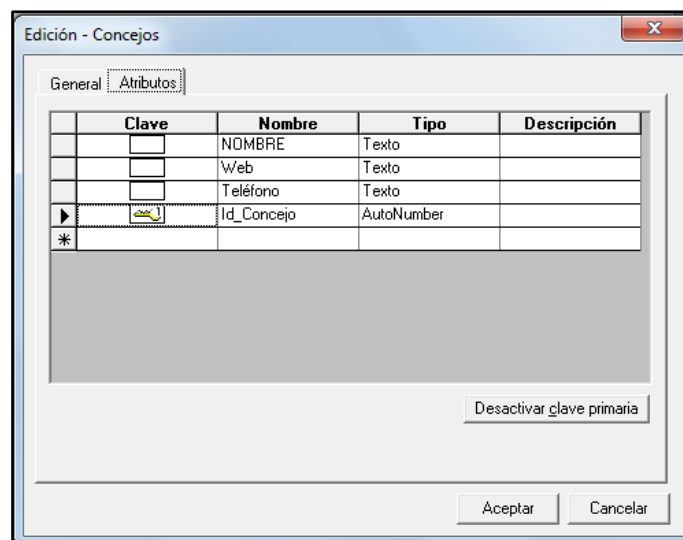 Edición - Concejos
General Atributos
Clave Nombre Tipo Descripción
NOMBRE Texto
Web Texto
Teléfono Texto
Id_Concejo AutoNumber
Desactivar clave primaria
Aceptar Cancelar